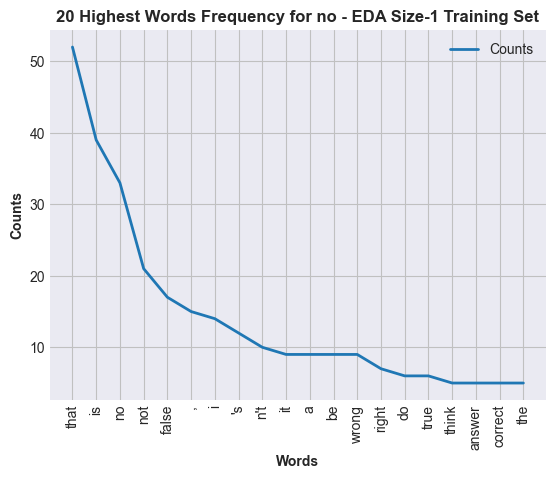 20 Highest Words Frequency for no - EDA Size-1 Training Set
Counts
Counts
50
40
30
20
10
that
is
no
not
false
,
i
's
n't
it
a
be
wrong
right
do
true
think
answer
correct
the
Words